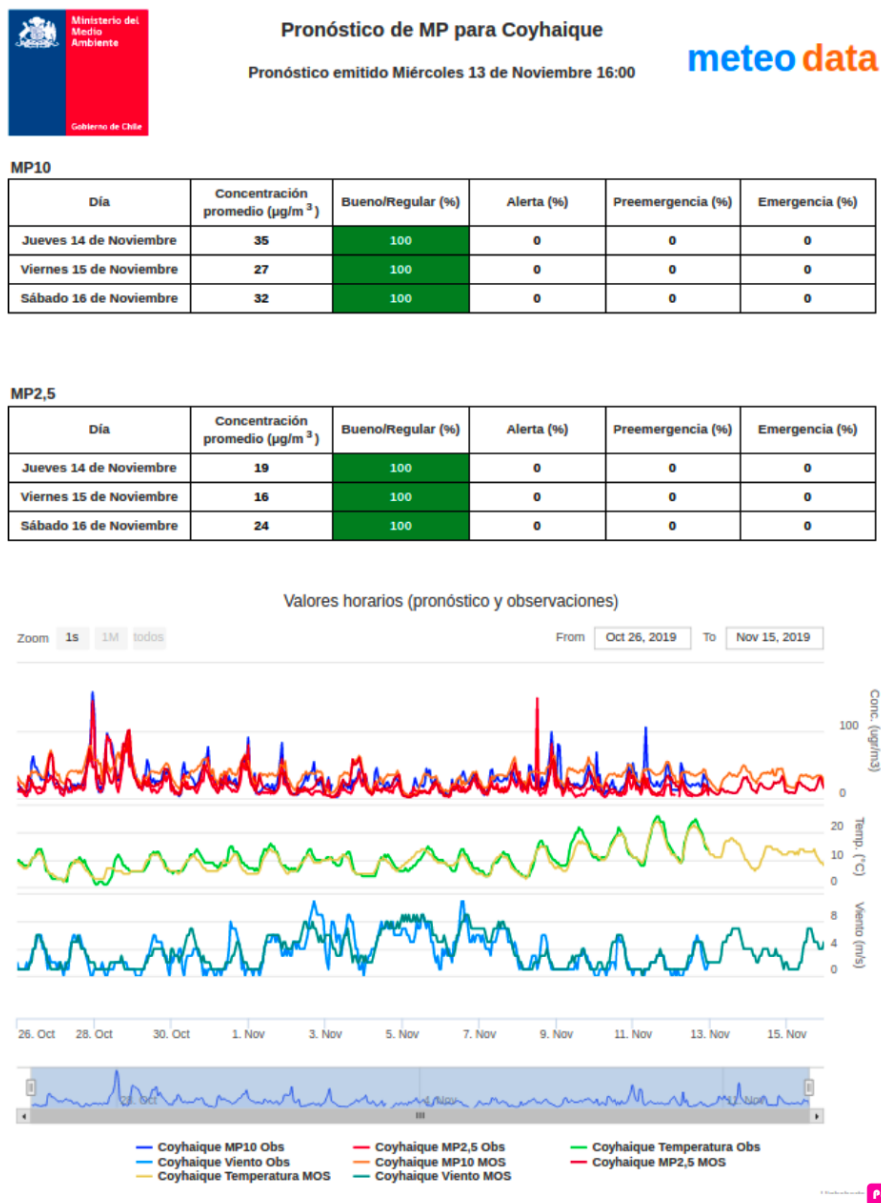 Ministerio del
Medio
Ambiente
Gobierno de Chile
Pronóstico de MP para Coyhaique
Pronóstico emitido Miércoles 13 de Noviembre 16:00
meteodata
MP10
Día Concentración promedio (µg/m 3 ) Bueno/Regular (%) Alerta (%) Preemergencia (%) Emergencia (%)
Jueves 14 de Noviembre 35 100 0 0 0
Viernes 15 de Noviembre 27 100 0 0 0
Sábado 16 de Noviembre 32 100 0 0 0
MP2,5
Día Concentración promedio (µg/m 3 ) Bueno/Regular (%) Alerta (%) Preemergencia (%) Emergencia (%)
Jueves 14 de Noviembre 19 100 0 0 0
Viernes 15 de Noviembre 16 100 0 0 0
Sábado 16 de Noviembre 24 100 0 0 0
Valores horarios (pronóstico y observaciones)
Zoom 1s 1M todos From Oct 26, 2019 To Nov 15, 2019
100
0
Conc. (ugr/m3)
20
10
0
Temp. (°C)
8
4
0
Viento (m/s)
26. Oct 28. Oct 30. Oct 1. Nov 3. Nov 5. Nov 7. Nov 9. Nov 11. Nov 13. Nov 15. Nov
Coyhaique MP10 Obs Coyhaique MP2,5 Obs Coyhaique Temperatura Obs
Coyhaique Viento Obs Coyhaique MP10 MOS Coyhaique MP2,5 MOS
Coyhaique Temperatura MOS Coyhaique Viento MOS